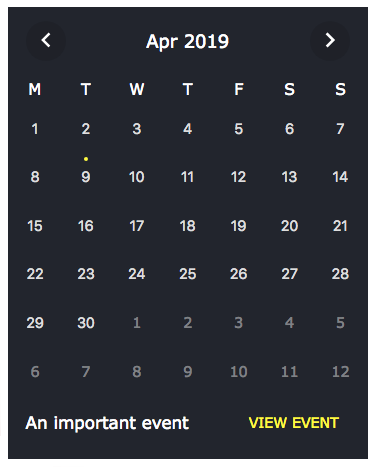 Apr 2019
M T W T F S S
1 2 3 4 5 6 7
8 9 10 11 12 13 14
15 16 17 18 19 20 21
22 23 24 25 26 27 28
29 30 1 2 3 4 5
6 7 8 9 10 11 12
An important event VIEW EVENT